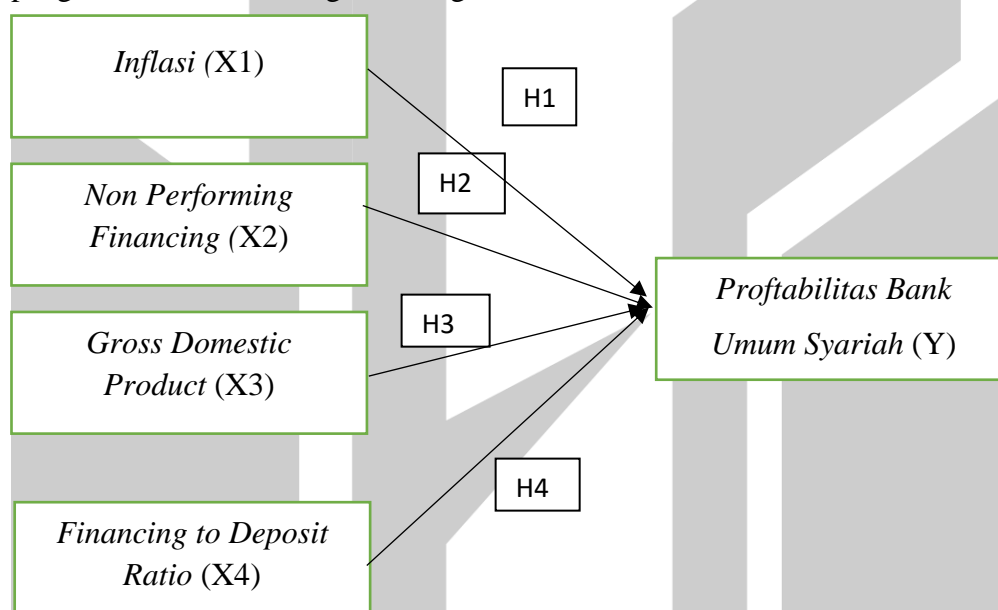 Inflasi (X1)
H1
Non Performing
Financing (X2)
H2
Gross Domestic
Product (X3)
H3
Proftabilitas Bank
Umum Syariah (Y)
Financing to Deposit
Ratio (X4)
H4